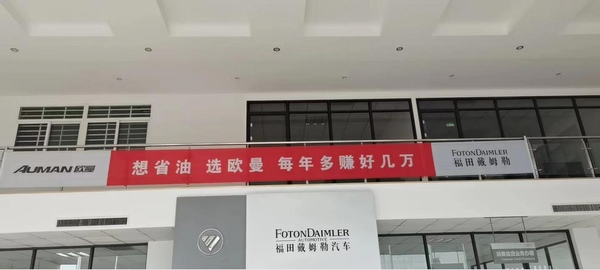 AUMAN 欧曼
想省油 选欧曼 每年多赚好几万
FOTONDAIMLER
福田戴姆勒
FOTONDAIMLER
AUTOMOTIVE
福田戴姆勒汽车